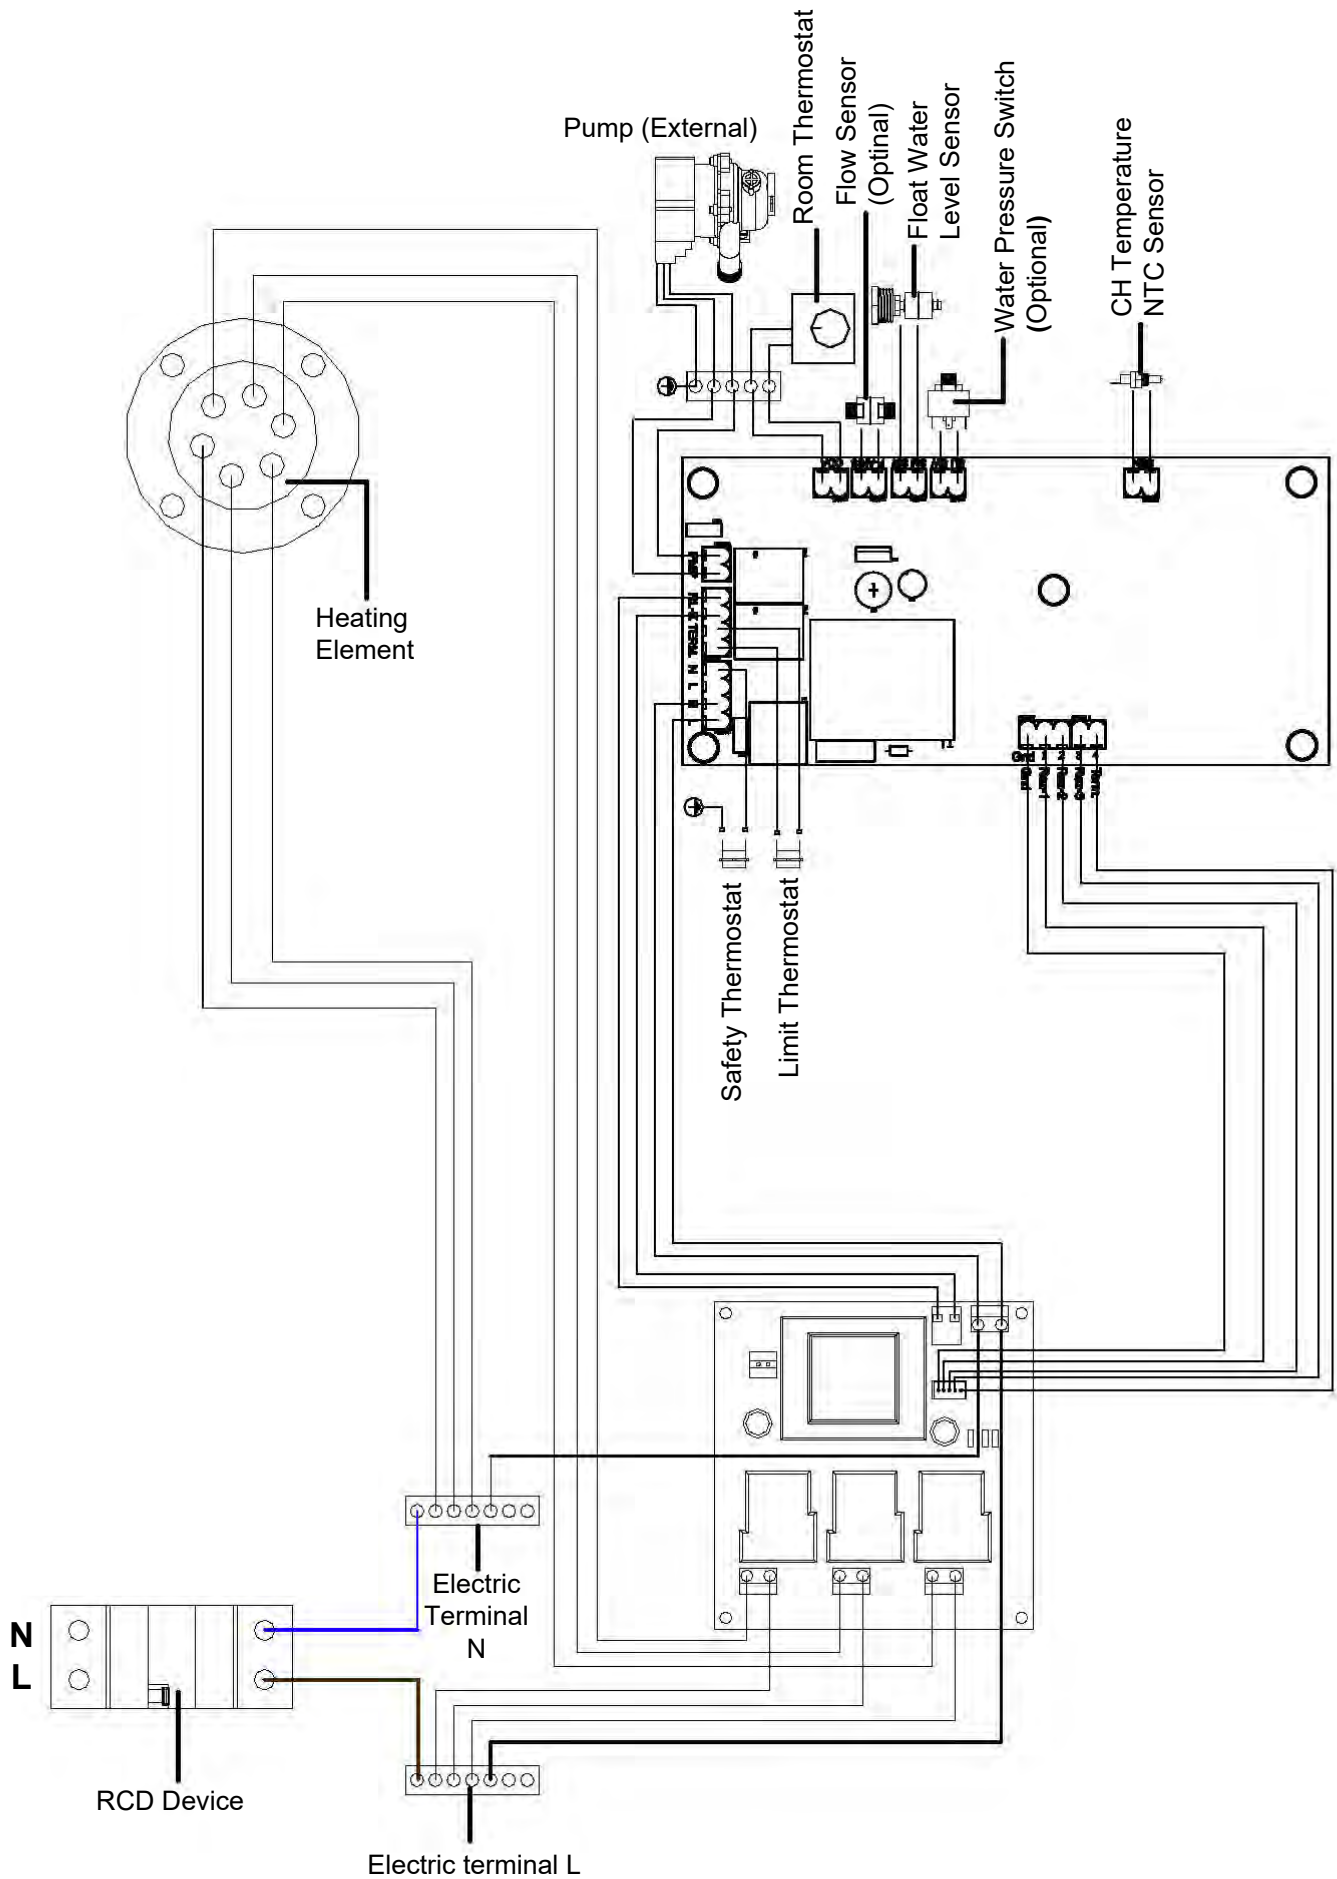 Pump (External)
Room Thermostat
Flow Sensor
(Optinal)
Float Water
Level Sensor
Water Pressure Switch
(Optional)
CH Temperature
NTC Sensor
Heating
Element
N
L
Safety Thermostat
Limit Thermostat
Electric
Terminal
N
N
L
RCD Device
Electric terminal L